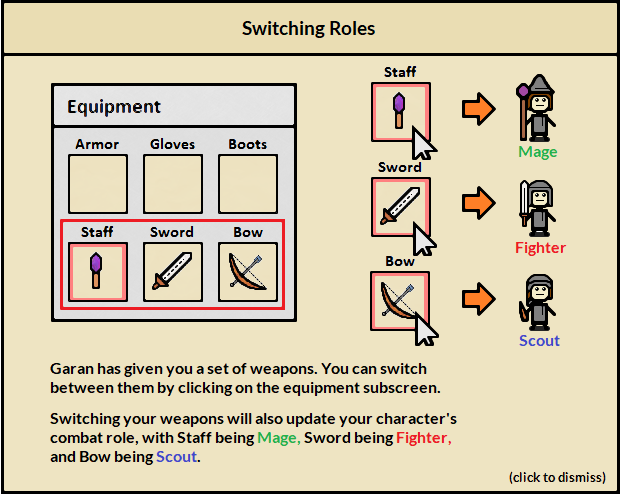 Switching Roles
Equipment
Armor Gloves Boots
Staff Sword Bow
Staff
Mage
Sword
Fighter
Bow
Scout
Garan has given you a set of weapons. You can switch
between them by clicking on the equipment subscreen.
Switching your weapons will also update your character's
combat role, with Staff being Mage, Sword being Fighter,
and Bow being Scout.
(click to dismiss)